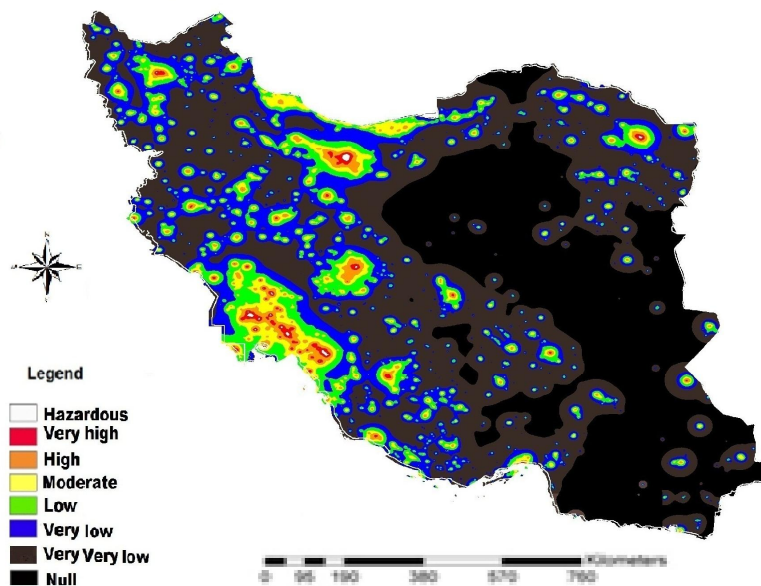 N
E
Legend
Hazardous
Very high
High
Moderate
Low
Very low
Very Very low
Null
Kilometers
0 95 190 380 570 760